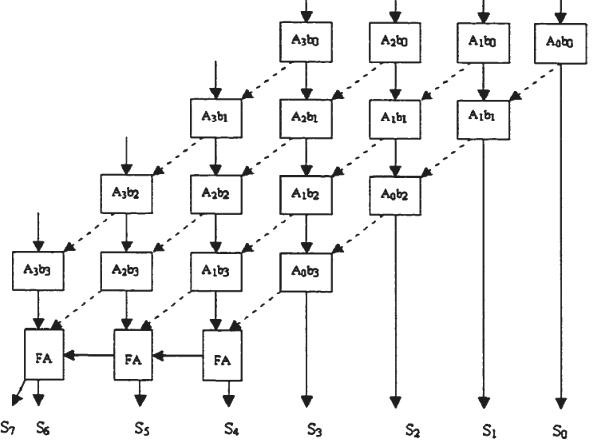 A₃b₀ A₂b₀ A₁b₀ A₀b₀
A₃b₁ A₂b₁ A₁b₁ A₁b₁
A₃b₂ A₂b₂ A₁b₂ A₀b₂
A₃b₃ A₂b₃ A₁b₃ A₀b₃
FA FA FA
S₇ S₆ S₅ S₄ S₃ S₂ S₁ S₀